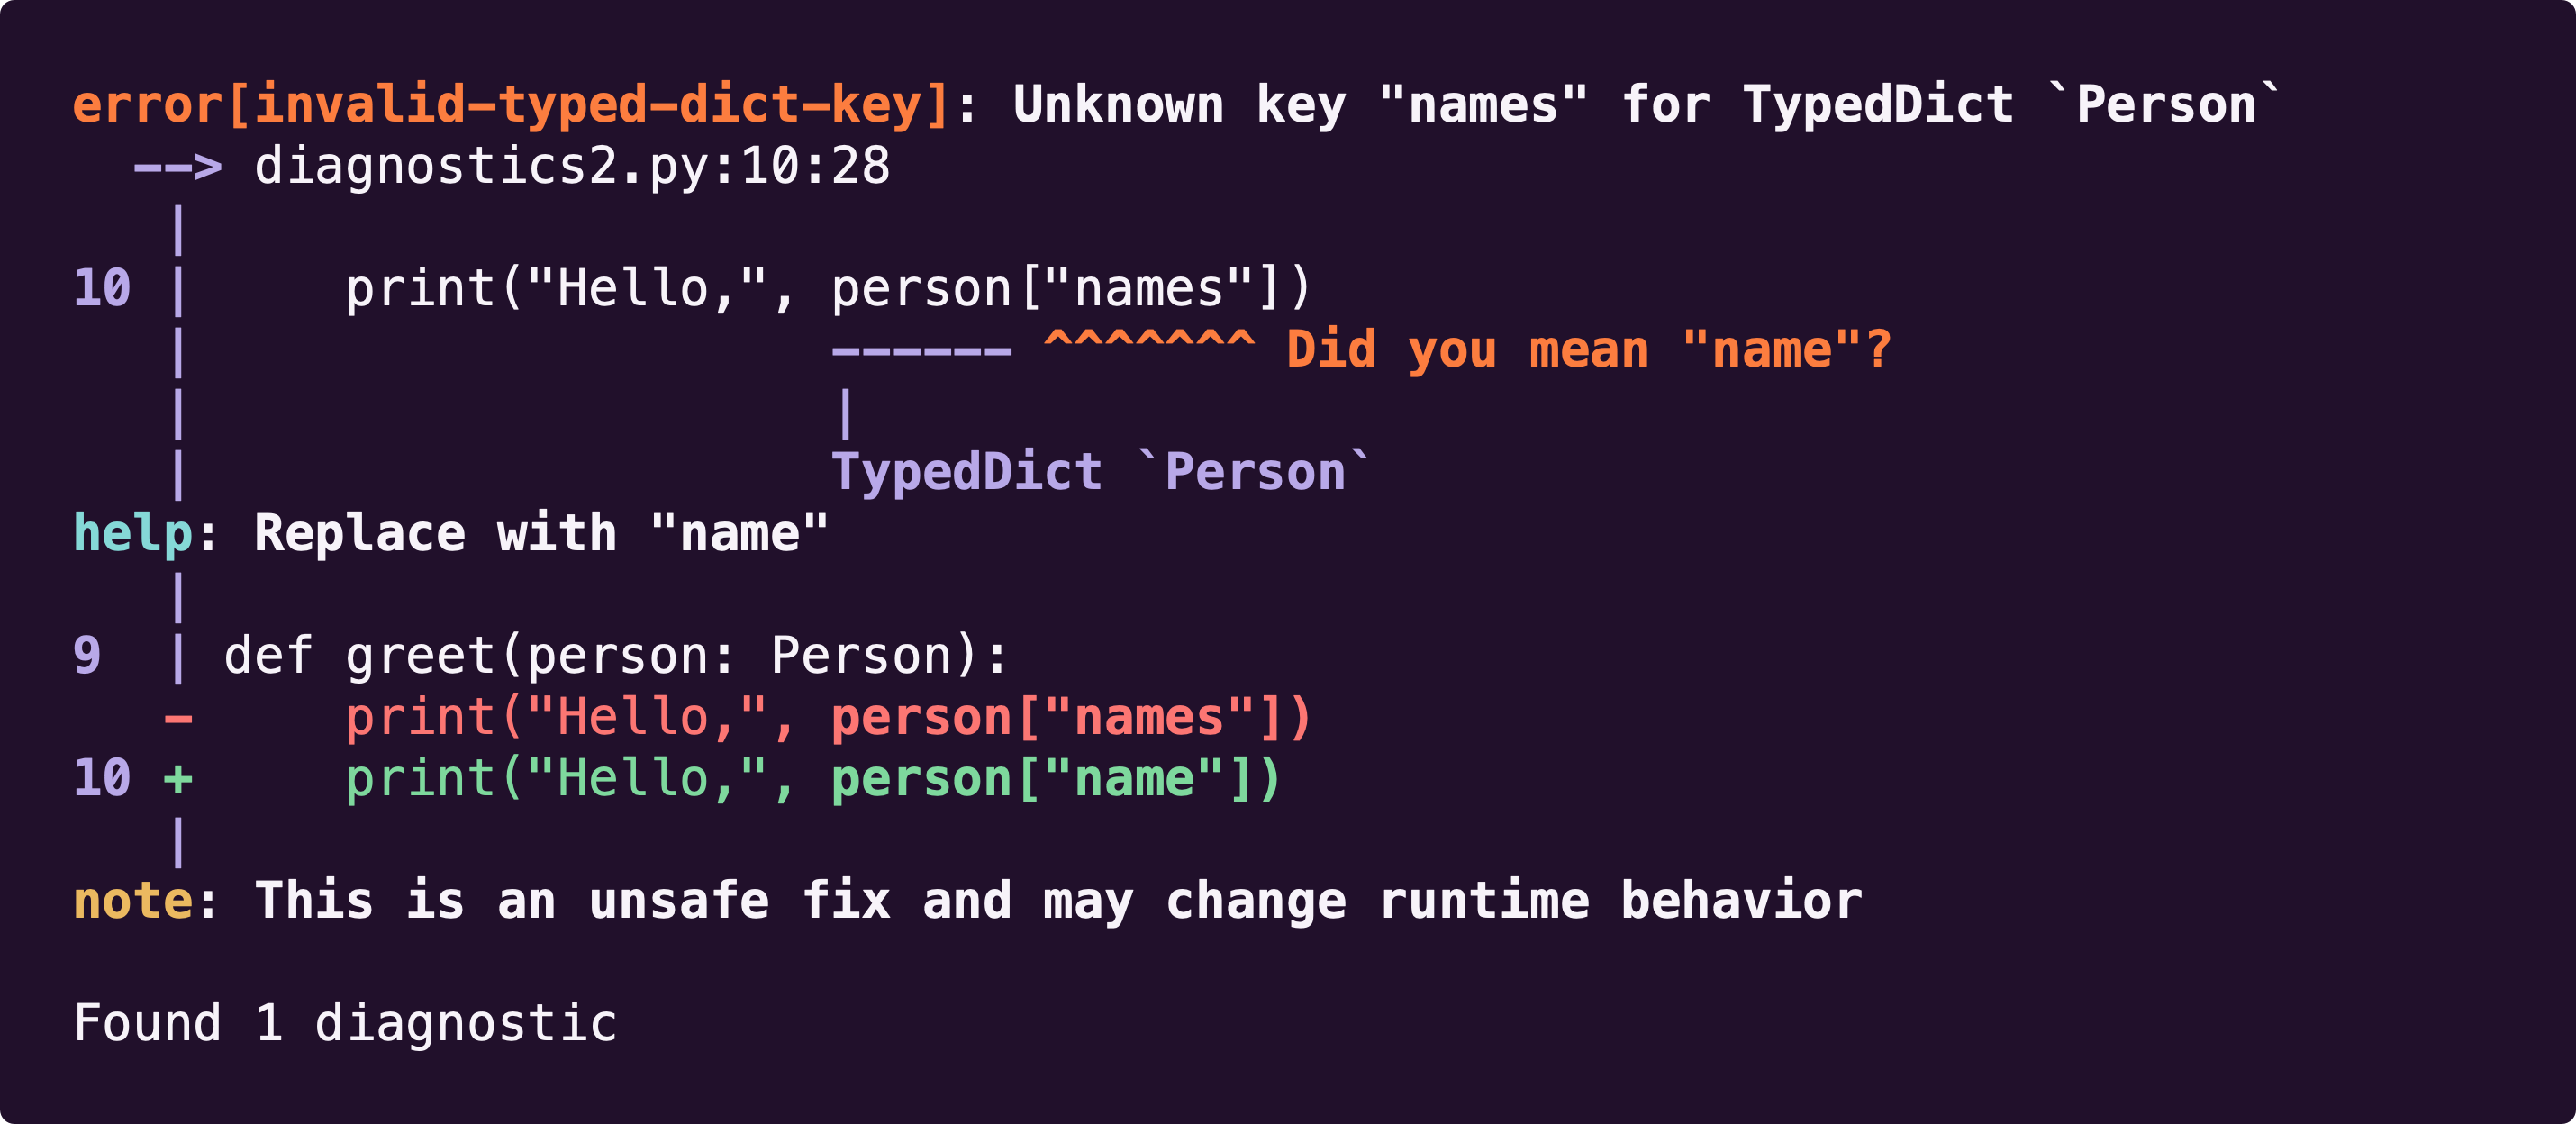 error[invalid-typed-dict-key]: Unknown key "names" for TypedDict `Person`
  --> diagnostics2.py:10:28
   |
10 |     print("Hello,", person["names"])
   |                     ------ ^^^^^^^ Did you mean "name"?
   |                     |
   |                     TypedDict `Person`
help: Replace with "name"
   |
9  | def greet(person: Person):
   -     print("Hello,", person["names"])
10 +     print("Hello,", person["name"])
   |
note: This is an unsafe fix and may change runtime behavior

Found 1 diagnostic